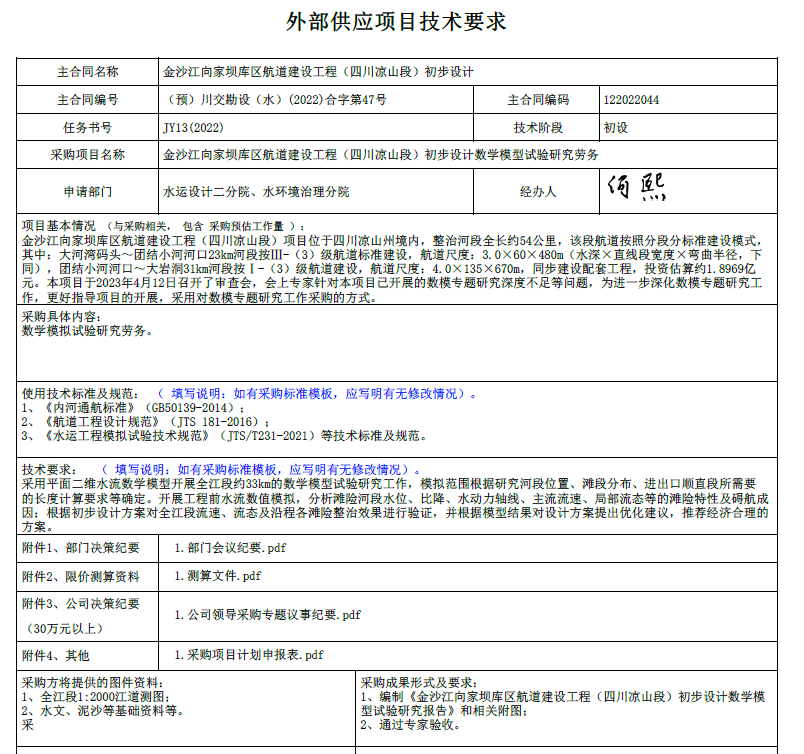 外部供应项目技术要求
主合同名称 金沙江向家坝库区航道建设工程（四川凉山段）初步设计
主合同编号 （预）川交勘设（水）(2022)合字第47号 主合同编码 122022044
任务书号 JY13(2022) 技术阶段 初设
采购项目名称 金沙江向家坝库区航道建设工程（四川凉山段）初步设计数学模型试验研究劳务
申请部门 水运设计二分院、水环境治理分院 经办人 何熙
项目基本情况 （与采购相关， 包含 采购预估工作量 ）：
金沙江向家坝库区航道建设工程（四川凉山段）项目位于四川凉山州境内，整治河段全长约54公里，该段航道按照分段分标准建设模式，
其中：大河湾码头～团结小河河口23km河段按Ⅲ-（3）级航道标准建设，航道尺度：3.0×60×480m（水深×直线段宽度×弯曲半径，下
同），团结小河河口～大岩洞31km河段按Ⅰ-（3）级航道建设，航道尺度：4.0×135×670m，同步建设配套工程，投资估算约1.8969亿
元。本项目于2023年4月12日召开了审查会，会上专家针对本项目已开展的数模专题研究深度不足等问题，为进一步深化数模专题研究工
作，更好指导项目的开展，采用对数模专题研究工作采购的方式。
采购具体内容：
数学模拟试验研究劳务。
使用技术标准及规范： （ 填写说明：如有采购标准模板，应写明有无修改情况）。
1、《内河通航标准》（GB50139-2014）；
2、《航道工程设计规范》（JTS 181-2016）；
3、《水运工程模拟试验技术规范》（JTS/T231-2021）等技术标准及规范。
技术要求： （ 填写说明：如有采购标准模板，应写明有无修改情况）。
采用平面二维水流数学模型开展全江段约33km的数学模型试验研究工作，模拟范围根据研究河段位置、滩段分布、进出口顺直段所需要
的长度计算要求等确定。开展工程前水流数值模拟，分析滩险河段水位、比降、水动力轴线、主流流速、局部流态等的滩险特性及碍航成
因；根据初步设计方案对全江段流速、流态及沿程各滩险整治效果进行验证，并根据模型结果对设计方案提出优化建议，推荐经济合理的
方案。
附件1、部门决策纪要 1.部门会议纪要.pdf
附件2、限价测算资料 1.测算文件.pdf
附件3、公司决策纪要
（30万元以上） 1.公司领导采购专题议事纪要.pdf
附件4、其他 1.采购项目计划申报表.pdf
采购方将提供的图件资料：
1、全江段1:2000江道测图；
2、水文、泥沙等基础资料等。
采
采购成果形式及要求：
1、编制《金沙江向家坝库区航道建设工程（四川凉山段）初步设计数学模
型试验研究报告》和相关附图；
2、通过专家验收。